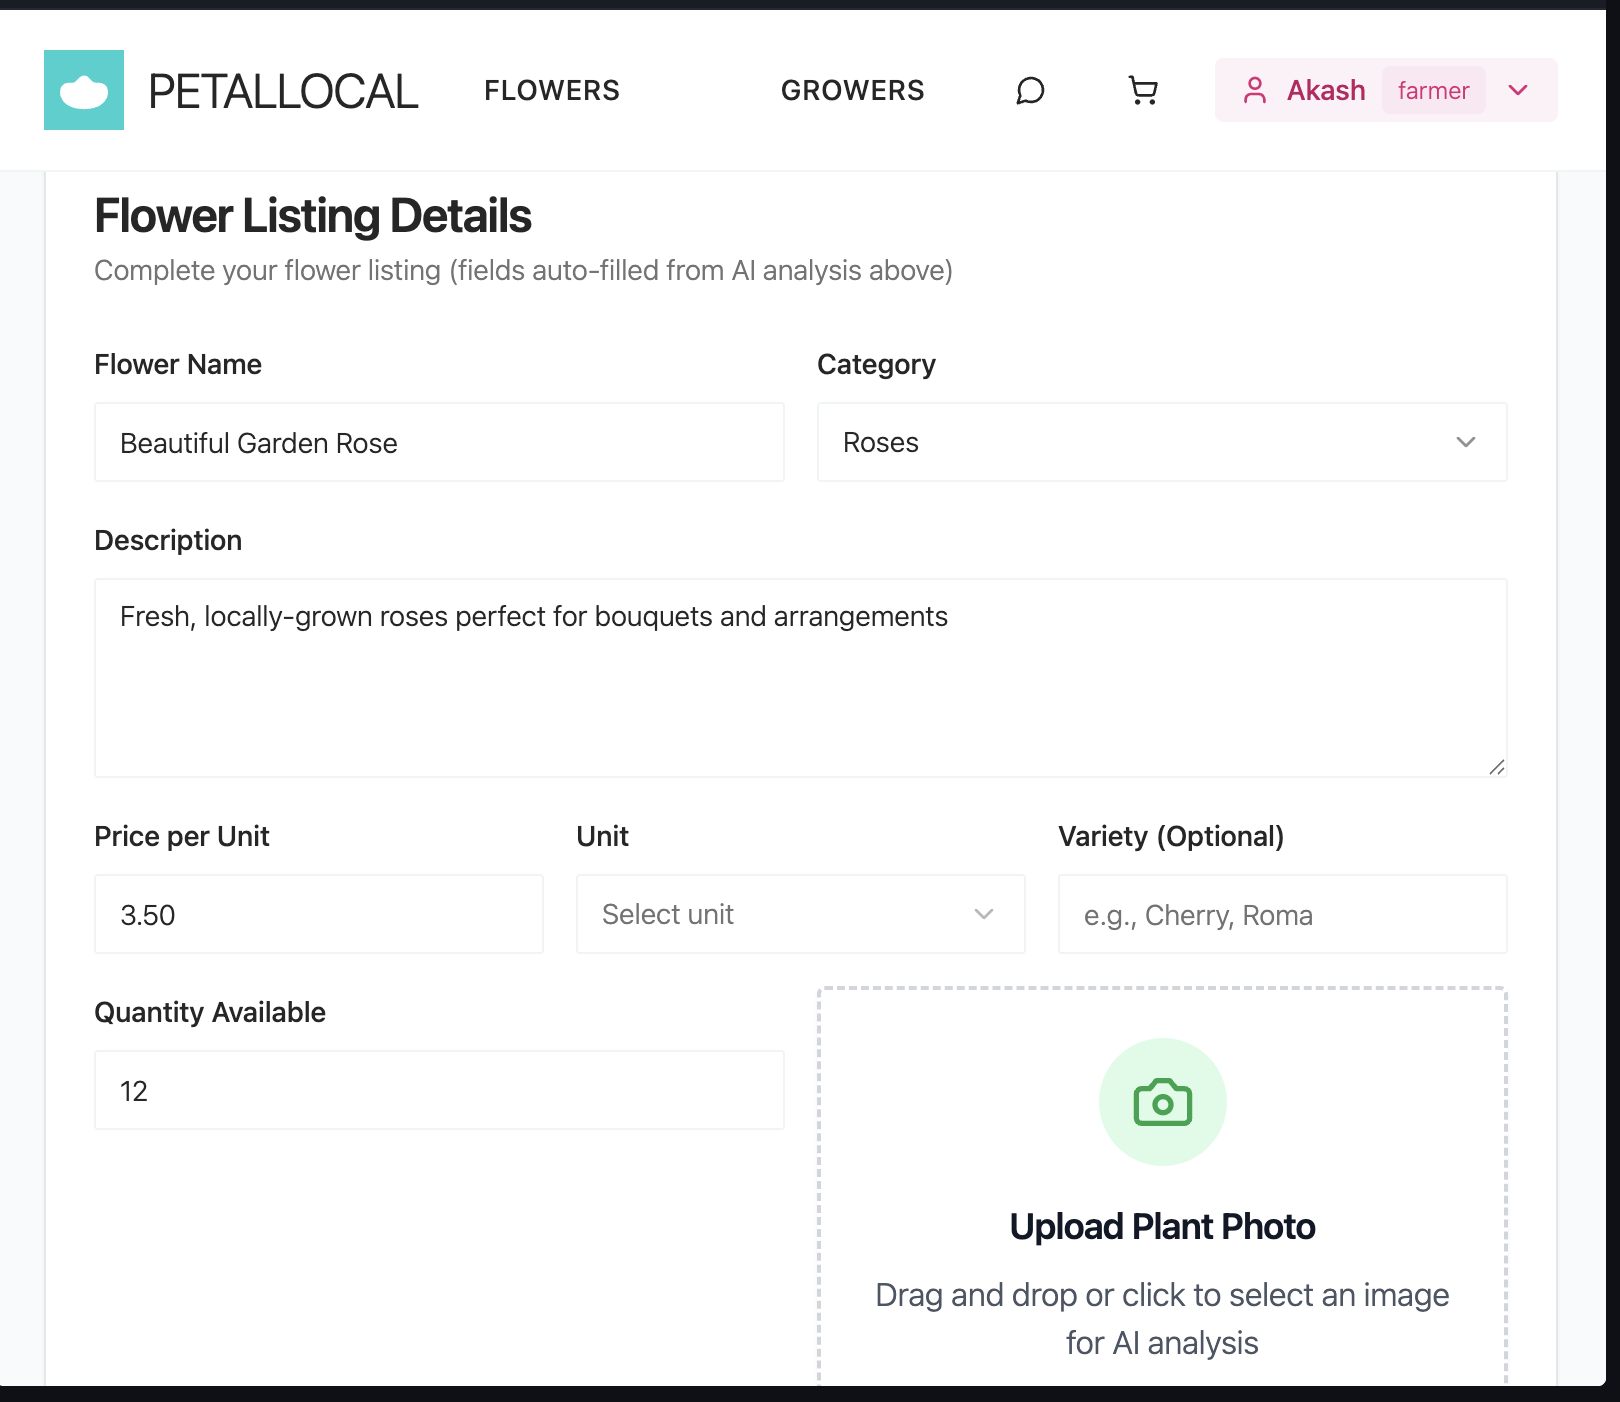 PETALLOCAL
FLOWERS
GROWERS
Akash
farmer
Flower Listing Details
Complete your flower listing (fields auto-filled from AI analysis above)
Flower Name
Category
Beautiful Garden Rose
Roses
Description
Fresh, locally-grown roses perfect for bouquets and arrangements
Price per Unit
Unit
Variety (Optional)
3.50
Select unit
e.g., Cherry, Roma
Quantity Available
12
Upload Plant Photo
Drag and drop or click to select an image
for AI analysis